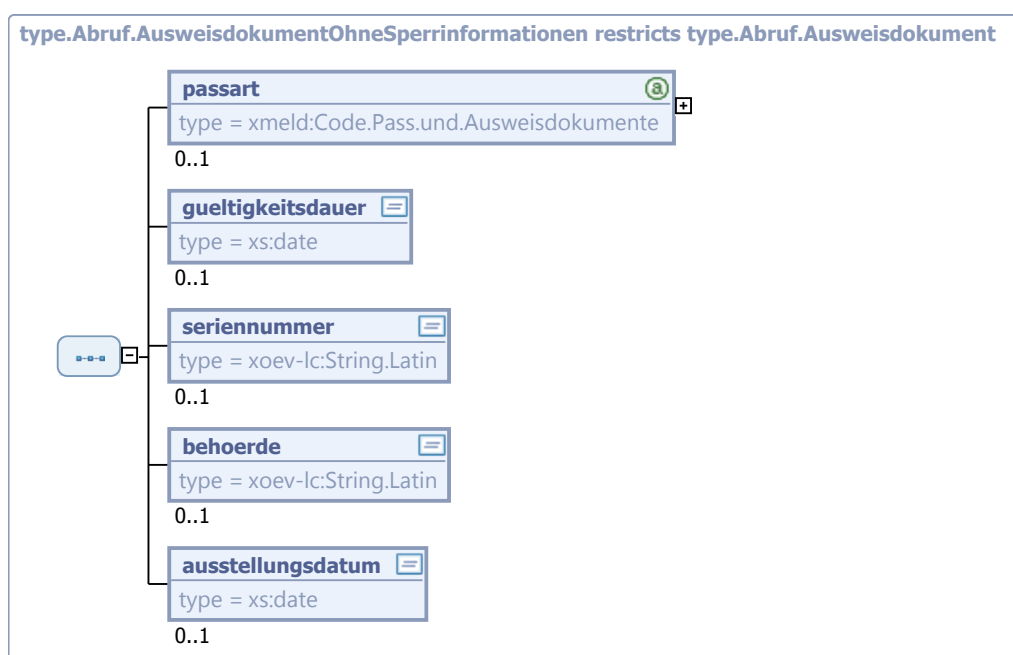 type.Abruf.AusweisdokumentOhneSperrinformationen restricts type.Abruf.Ausweisdokument
passart
type = xmeld:Code.Pass.und.Ausweisdokumente
0..1
gueltigkeitsdauer
type = xs:date
0..1
seriennummer
type = xoev-lc:String.Latin
0..1
behoerde
type = xoev-lc:String.Latin
0..1
ausstellungsdatum
type = xs:date
0..1